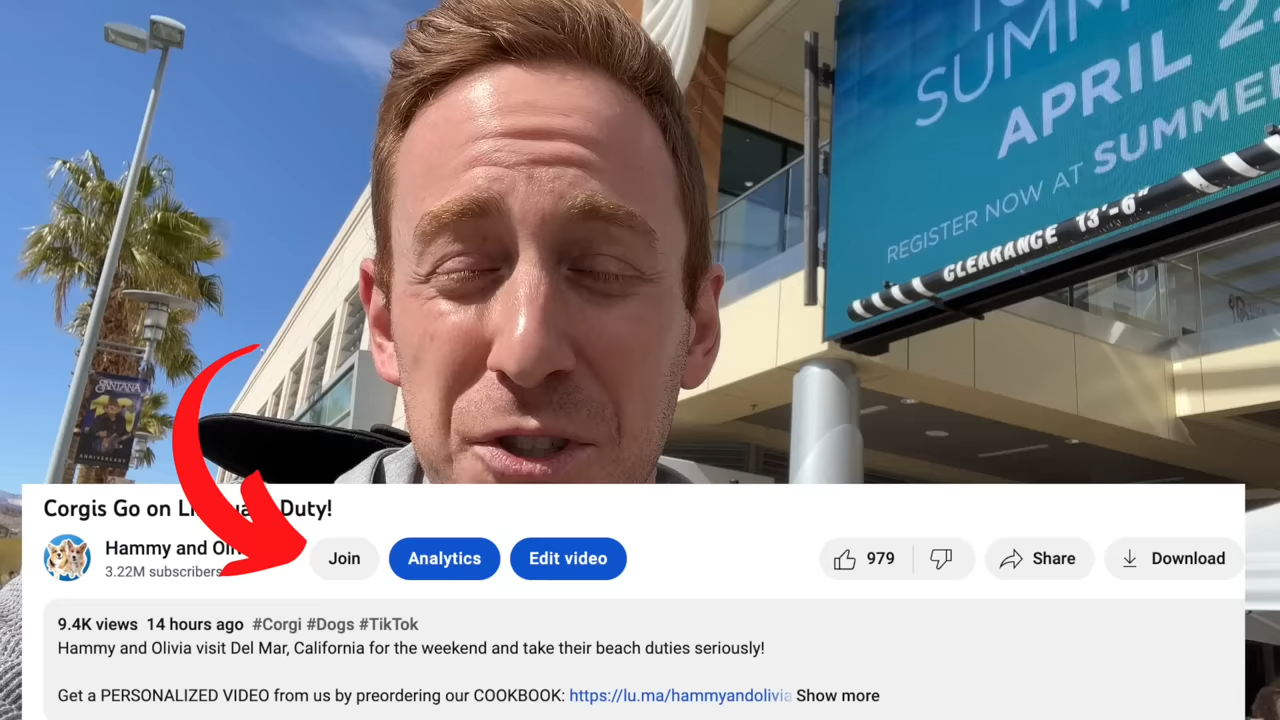 SUMM
APRIL 2
REGISTER NOW AT SUMME
CLEARANCE 13'-6"
SANTANA
ANNIVERSARY
Corgis Go on Duty!
Hammy and
3.22M subscribers
Join
Analytics
Edit video
979
Share
Download
9.4K views 14 hours ago #Corgi #Dogs #TikTok
Hammy and Olivia visit Del Mar, California for the weekend and take their beach duties seriously!
Get a PERSONALIZED VIDEO from us by preordering our COOKBOOK: https://lu.ma/hammyandolivia Show more